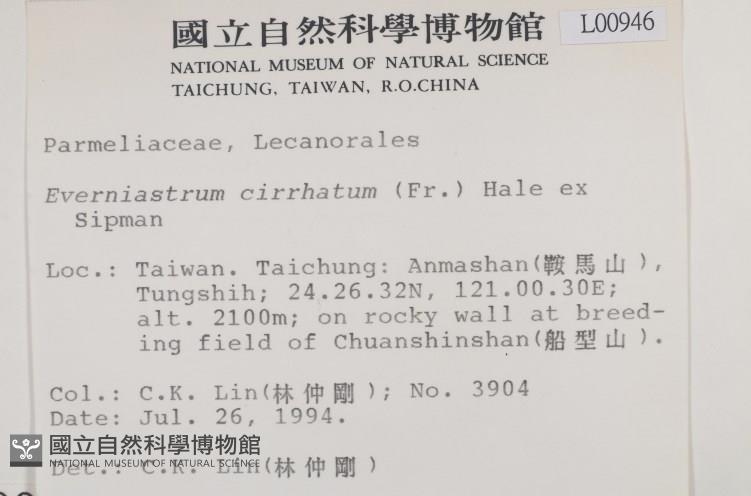 國立自然科學博物館 L00946
NATIONAL MUSEUM OF NATURAL SCIENCE
TAICHUNG, TAIWAN, R.O.CHINA
Parmeliaceae, Lecanorales
Everniastrum cirrhatum (Fr.) Hale ex
Sipman
Loc.: Taiwan. Taichung: Anmashan(鞍馬山),
Tungshih; 24.26.32N, 121.00.30E;
alt. 2100m; on rocky wall at breed-
ing field of Chuanshinshan(船型山).
Col.: C.K. Lin(林仲剛); No. 3904
Date: Jul. 26, 1994.
國立自然科學博物館
NATIONAL MUSEUM OF NATURAL SCIENCE
Det.: C.K. Lin(林仲剛)